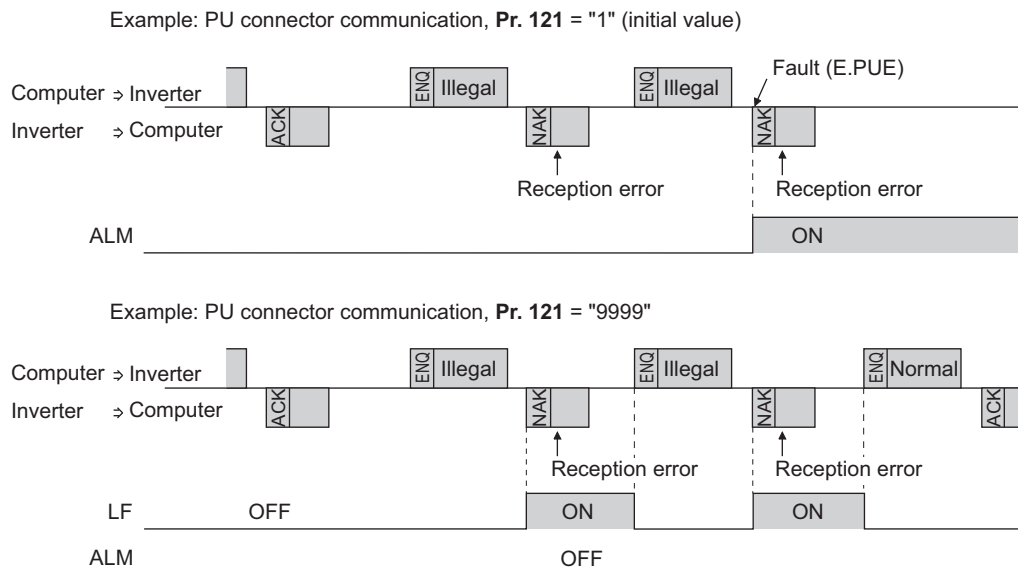 Example: PU connector communication, Pr. 121 = "1" (initial value)
Fault (E.PUE)
Computer ⇒ Inverter
ENQ Illegal
ENQ Illegal
Inverter ⇒ Computer
ACK
NAK
NAK
Reception error
Reception error
ALM
ON
Example: PU connector communication, Pr. 121 = "9999"
Computer ⇒ Inverter
ENQ Illegal
ENQ Illegal
ENQ Normal
Inverter ⇒ Computer
ACK
NAK
NAK
ACK
Reception error
Reception error
LF
OFF
ON
ON
ALM
OFF